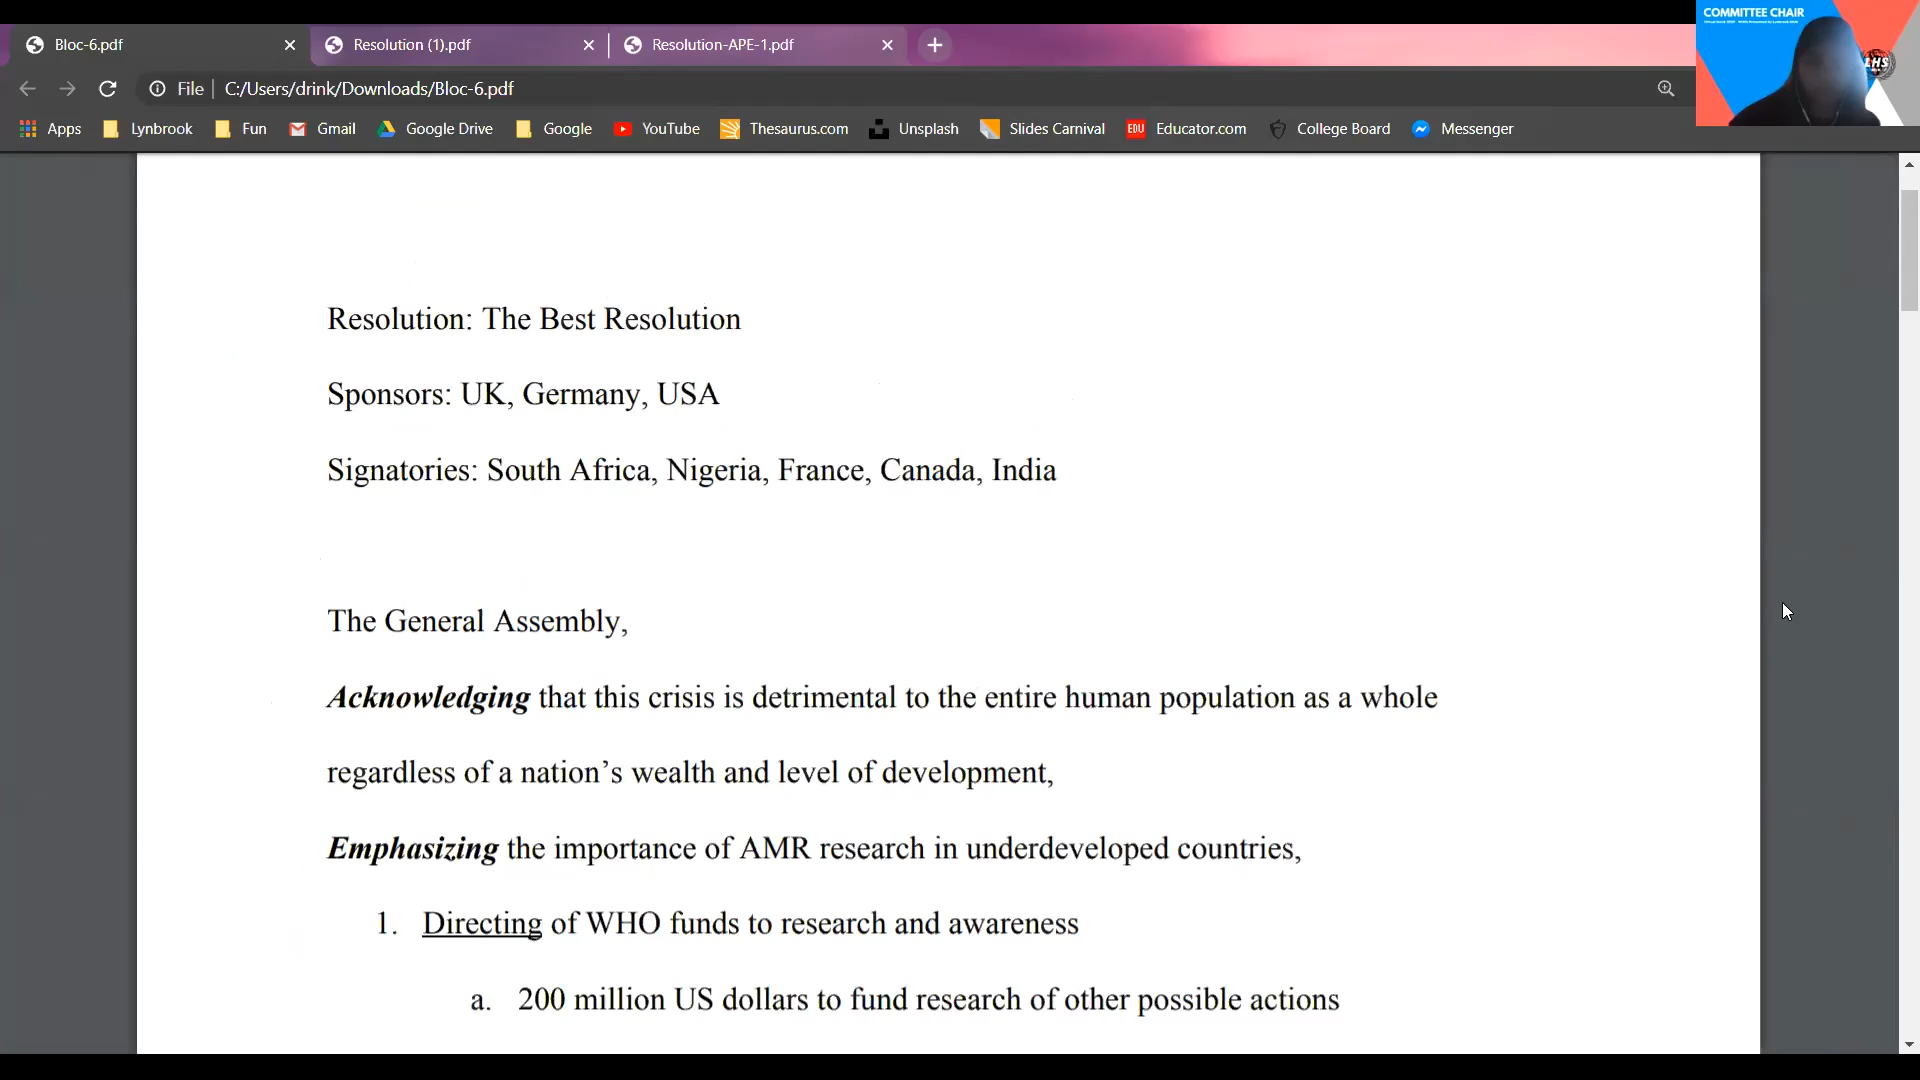 Bloc-6.pdf
Resolution (1).pdf
Resolution-APE-1.pdf
File
C:/Users/drink/Downloads/Bloc-6.pdf
Apps
Lynbrook
Fun
Gmail
Google Drive
Google
YouTube
Thesaurus.com
Unsplash
Slides Carnival
EDU
Educator.com
College Board
Messenger
COMMITTEE CHAIR
LHS
Resolution: The Best Resolution
Sponsors: UK, Germany, USA
Signatories: South Africa, Nigeria, France, Canada, India
The General Assembly,
Acknowledging that this crisis is detrimental to the entire human population as a whole
regardless of a nation’s wealth and level of development,
Emphasizing the importance of AMR research in underdeveloped countries,
1. Directing of WHO funds to research and awareness
a. 200 million US dollars to fund research of other possible actions